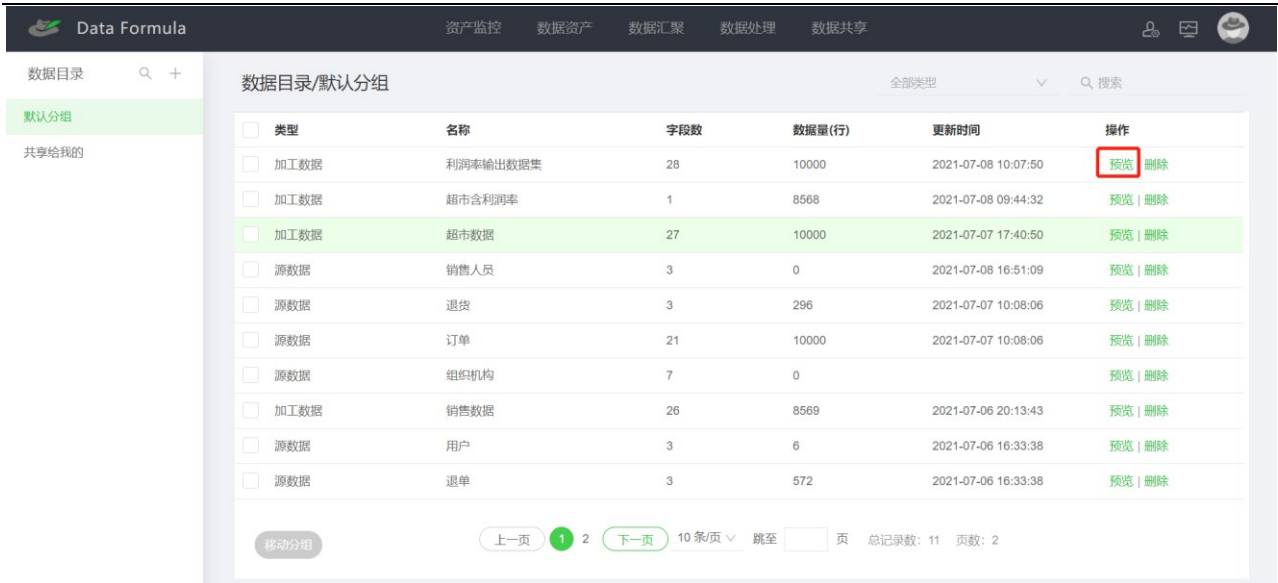 Data Formula 资产监控 数据资产 数据汇聚 数据处理 数据共享
数据目录
默认分组
共享给我的
数据目录/默认分组 全部类型 搜索
类型 名称 字段数 数据量(行) 更新时间 操作
加工数据 利润率输出数据集 28 10000 2021-07-08 10:07:50 预览 | 删除
加工数据 超市含利润率 1 8568 2021-07-08 09:44:32 预览 | 删除
加工数据 超市数据 27 10000 2021-07-07 17:40:50 预览 | 删除
源数据 销售人员 3 0 2021-07-08 16:51:09 预览 | 删除
源数据 退货 3 296 2021-07-07 10:08:06 预览 | 删除
源数据 订单 21 10000 2021-07-07 10:08:06 预览 | 删除
源数据 组织机构 7 0 预览 | 删除
加工数据 销售数据 26 8569 2021-07-06 20:13:43 预览 | 删除
源数据 用户 3 6 2021-07-06 16:33:38 预览 | 删除
源数据 退单 3 572 2021-07-06 16:33:38 预览 | 删除
移动分组 上一页 1 2 下一页 10 条/页 跳至 页 总记录数: 11 页数: 2